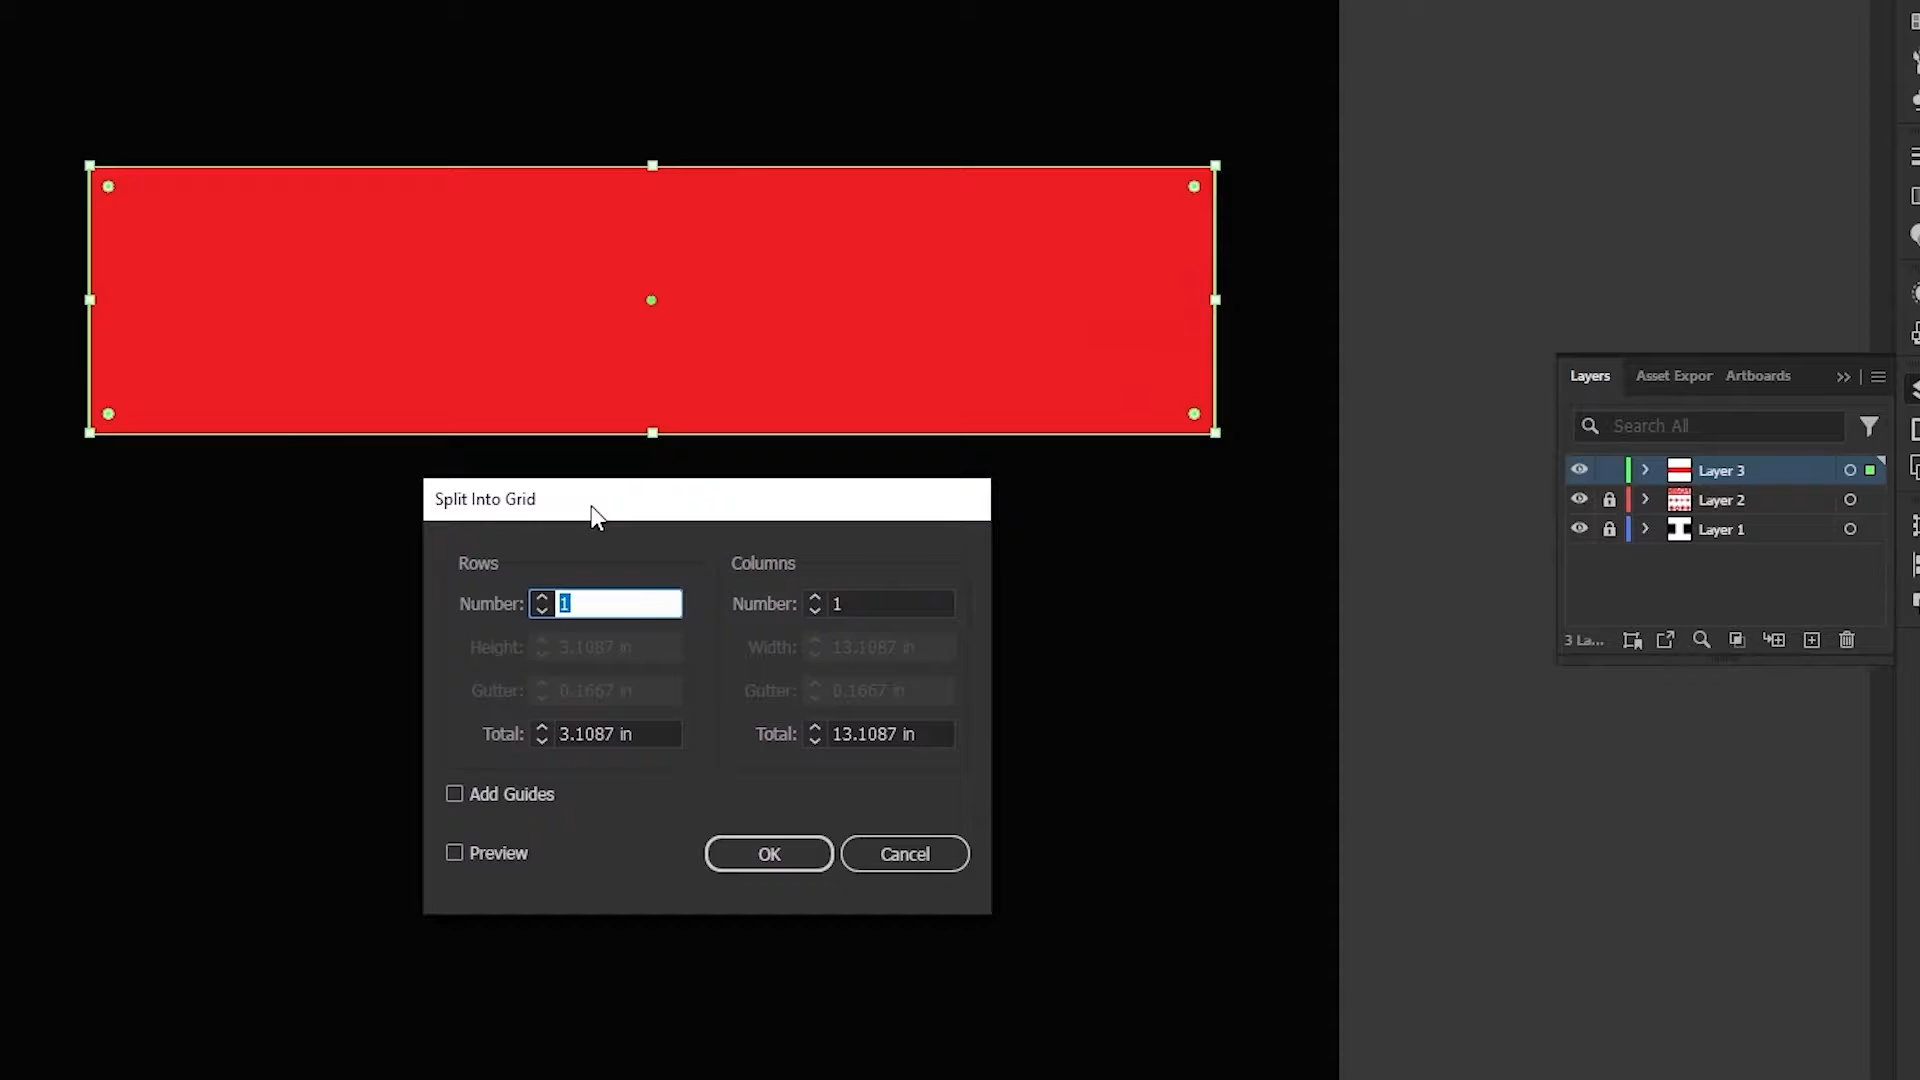 Layers Asset Expor Artboards
Search All
Layer 3
Layer 2
Layer 1
3 La...
Split Into Grid
Rows Columns
Number: 1 Number: 1
Height: 3.1087 in Width: 13.1087 in
Gutter: 0.1667 in Gutter: 0.1667 in
Total: 3.1087 in Total: 13.1087 in
Add Guides
Preview OK Cancel